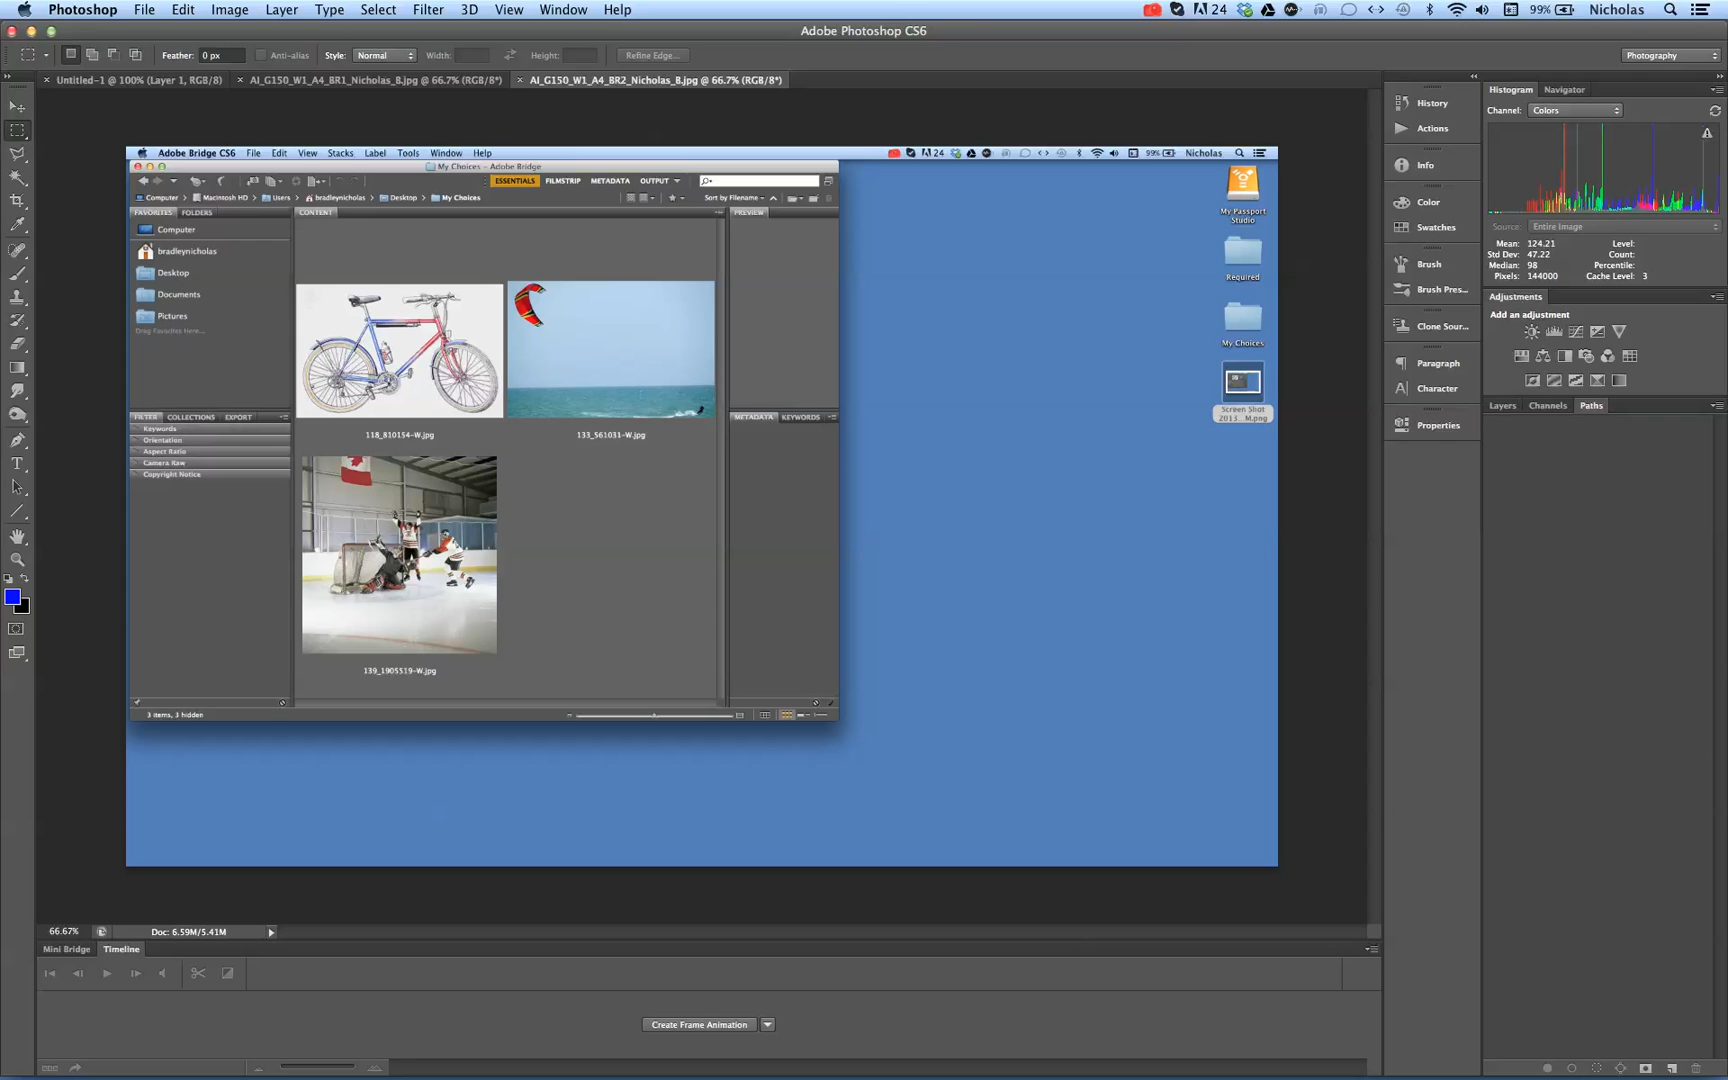 Photoshop File Edit Image Layer Type Select Filter 3D View Window Help 24 99% Nicholas
Adobe Photoshop CS6
Feather: 0 px Anti-alias Style: Normal Width: Height: Refine Edge... Photography
Untitled-1 @ 100% (Layer 1, RGB/8) AI_G150_W1_A4_BR1_Nicholas_B.jpg @ 66.7% (RGB/8*) AI_G150_W1_A4_BR2_Nicholas_B.jpg @ 66.7% (RGB/8*)
Adobe Bridge CS6 File Edit View Stacks Label Tools Window Help 24 99% Nicholas
My Choices – Adobe Bridge
ESSENTIALS FILMSTRIP METADATA OUTPUT
Computer Macintosh HD Users bradleynicholas Desktop My Choices Sort by Filename
FAVORITES FOLDERS CONTENT PREVIEW
Computer
bradleynicholas
Desktop
Documents
Pictures
Drag Favorites Here...
FILTER COLLECTIONS EXPORT METADATA KEYWORDS
Keywords
Orientation
Aspect Ratio
Camera Raw
Copyright Notice
118_810154-W.jpg 133_561031-W.jpg
139_1905519-W.jpg
3 items, 3 hidden
My Passport
Studio
Required
My Choices
Screen Shot
2013...M.png
66.67% Doc: 6.59M/5.41M
Mini Bridge Timeline
Create Frame Animation
History
Actions
Info
Color
Swatches
Brush
Brush Pres...
Clone Sour...
Paragraph
Character
Properties
Histogram Navigator
Channel: Colors
Source: Entire Image
Mean: 124.21 Level:
Std Dev: 47.22 Count:
Median: 98 Percentile:
Pixels: 144000 Cache Level: 3
Adjustments
Add an adjustment
Layers Channels Paths